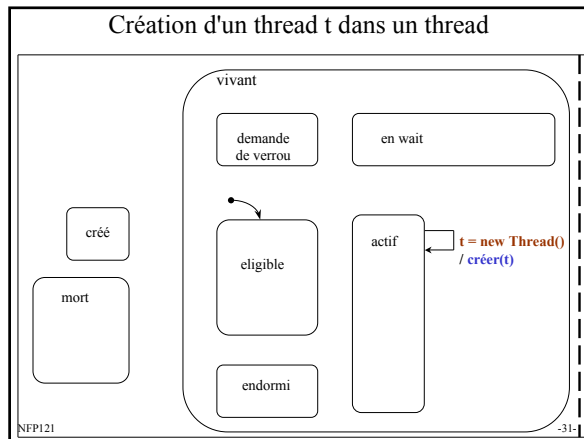 Création d'un thread t dans un thread
vivant
demande
de verrou
en wait
créé
eligible
actif
t = new Thread()
/ créer(t)
mort
endormi
NFP121
-31-